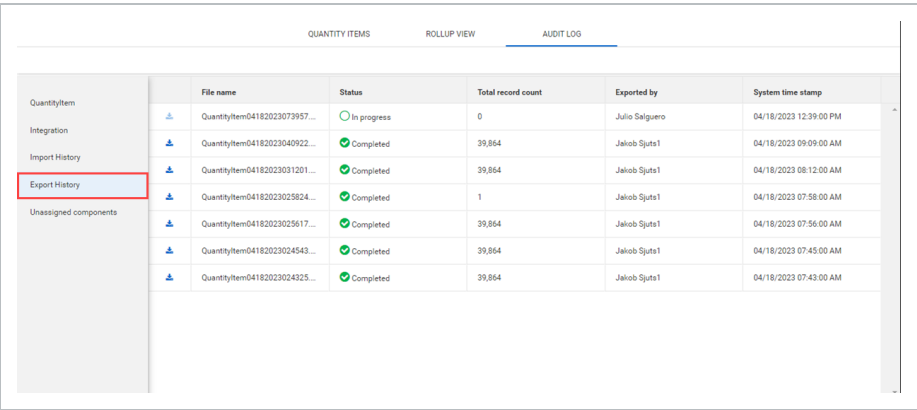 QUANTITY ITEMS ROLLUP VIEW AUDIT LOG
QuantityItem
Integration
Import History
Export History
Unassigned components
File name Status Total record count Exported by System time stamp
QuantityItem04182023073957... In progress 0 Julio Salguero 04/18/2023 12:39:00 PM
QuantityItem04182023040922... Completed 39,864 Jakob Sjuts1 04/18/2023 09:09:00 AM
QuantityItem04182023031201... Completed 39,864 Jakob Sjuts1 04/18/2023 08:12:00 AM
QuantityItem04182023025824... Completed 1 Jakob Sjuts1 04/18/2023 07:58:00 AM
QuantityItem04182023025617... Completed 39,864 Jakob Sjuts1 04/18/2023 07:56:00 AM
QuantityItem04182023024543... Completed 39,864 Jakob Sjuts1 04/18/2023 07:45:00 AM
QuantityItem04182023024325... Completed 39,864 Jakob Sjuts1 04/18/2023 07:43:00 AM